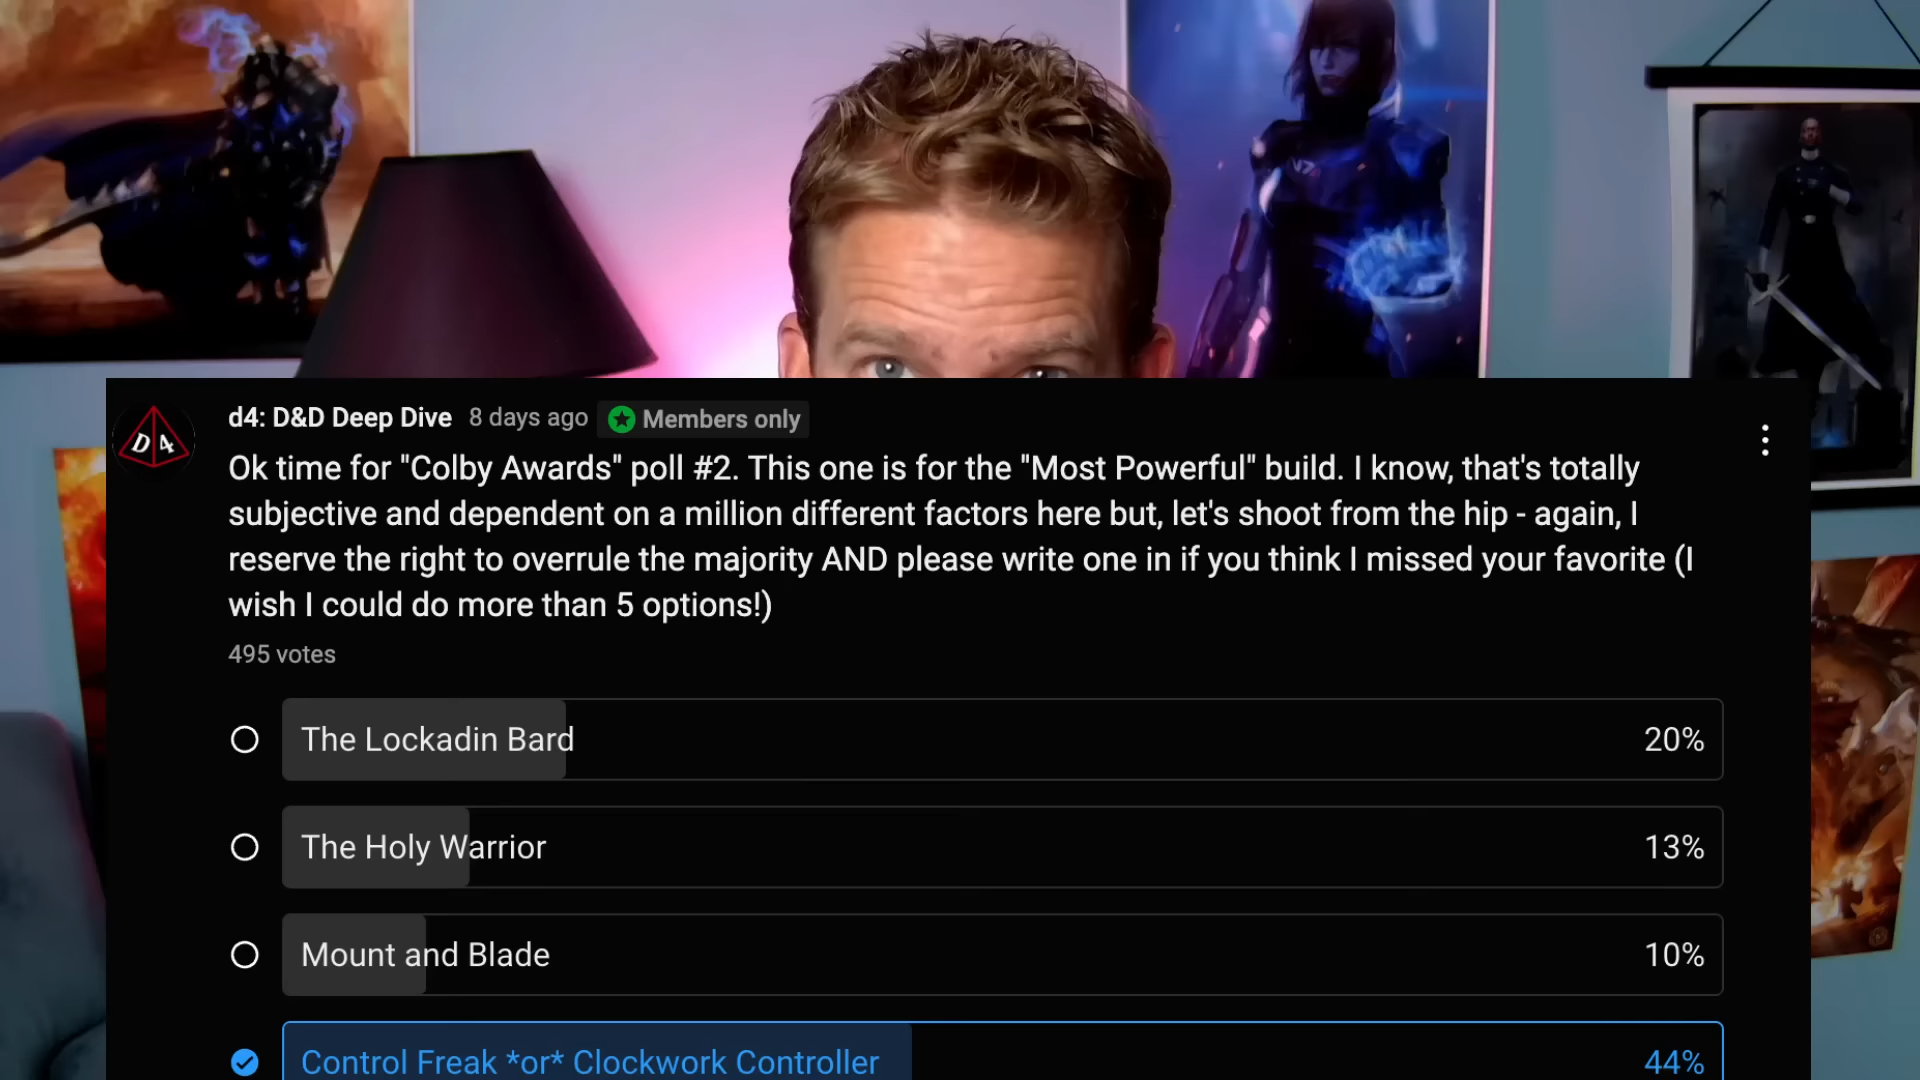 N7
d4: D&D Deep Dive 8 days ago Members only
D 4
Ok time for "Colby Awards" poll #2. This one is for the "Most Powerful" build. I know, that's totally
subjective and dependent on a million different factors here but, let's shoot from the hip - again, I
reserve the right to overrule the majority AND please write one in if you think I missed your favorite (I
wish I could do more than 5 options!)
495 votes
The Lockadin Bard 20%
The Holy Warrior 13%
Mount and Blade 10%
Control Freak *or* Clockwork Controller 44%